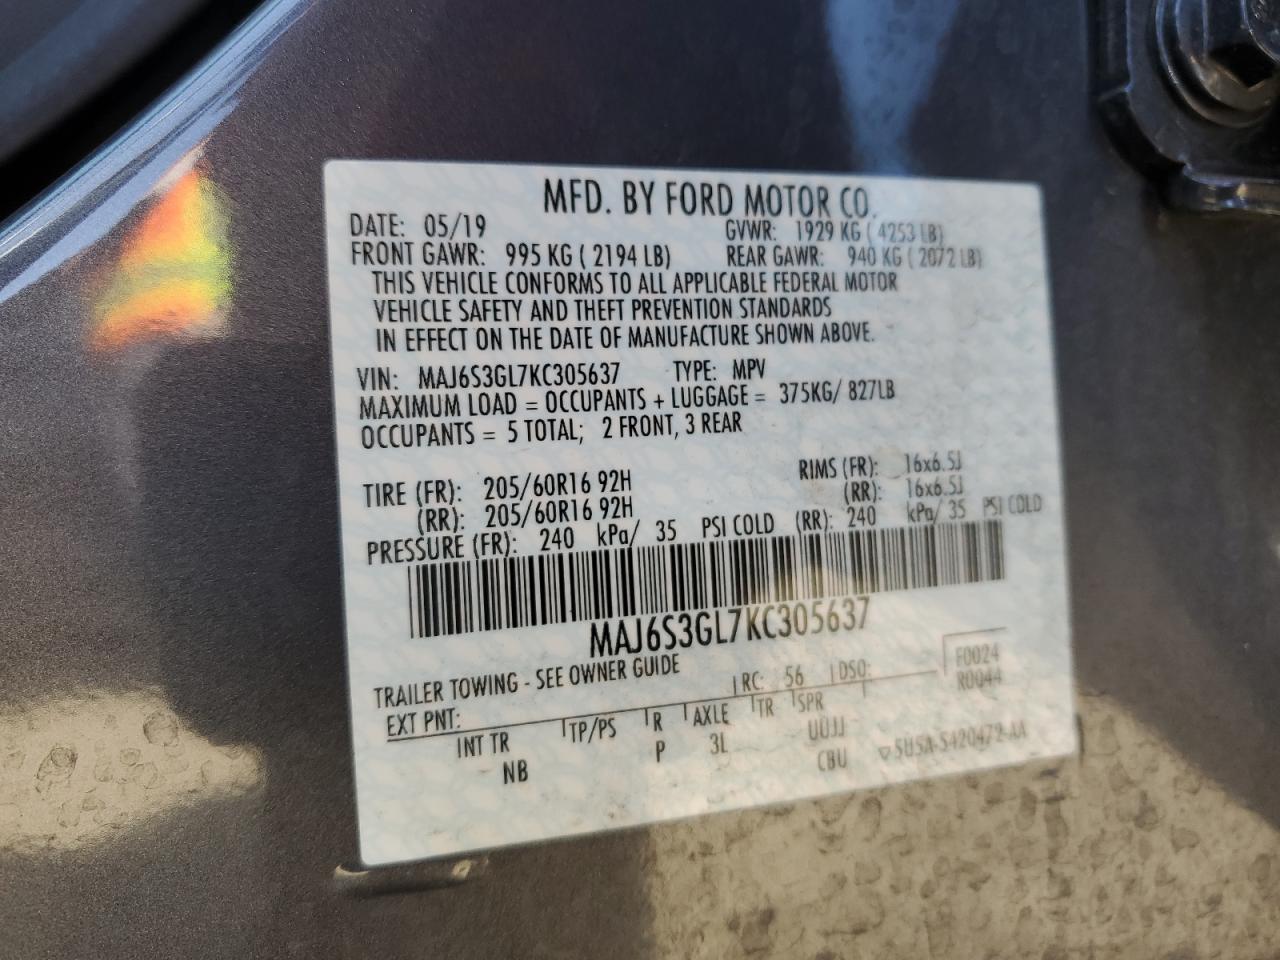 MFD. BY FORD MOTOR CO.
DATE: 05/19 GVWR: 1929 KG ( 4253 LB)
FRONT GAWR: 995 KG ( 2194 LB) REAR GAWR: 940 KG ( 2072 LB)
THIS VEHICLE CONFORMS TO ALL APPLICABLE FEDERAL MOTOR
VEHICLE SAFETY AND THEFT PREVENTION STANDARDS
IN EFFECT ON THE DATE OF MANUFACTURE SHOWN ABOVE.
VIN: MAJ6S3GL7KC305637 TYPE: MPV
MAXIMUM LOAD = OCCUPANTS + LUGGAGE = 375KG/ 827LB
OCCUPANTS = 5 TOTAL; 2 FRONT, 3 REAR
TIRE (FR): 205/60R16 92H RIMS (FR): 16x6.5J
(RR): 205/60R16 92H (RR): 16x6.5J
PRESSURE (FR): 240 kPa/ 35 PSI COLD (RR): 240 kPa/ 35 PSI COLD
MAJ6S3GL7KC305637
TRAILER TOWING - SEE OWNER GUIDE
EXT PNT: RC: 56 DSO: F0024
R0044
INT TR TP/PS R AXLE TR SPR
NB P 3L UUJJ
CBU 5U5A-5420472-AA